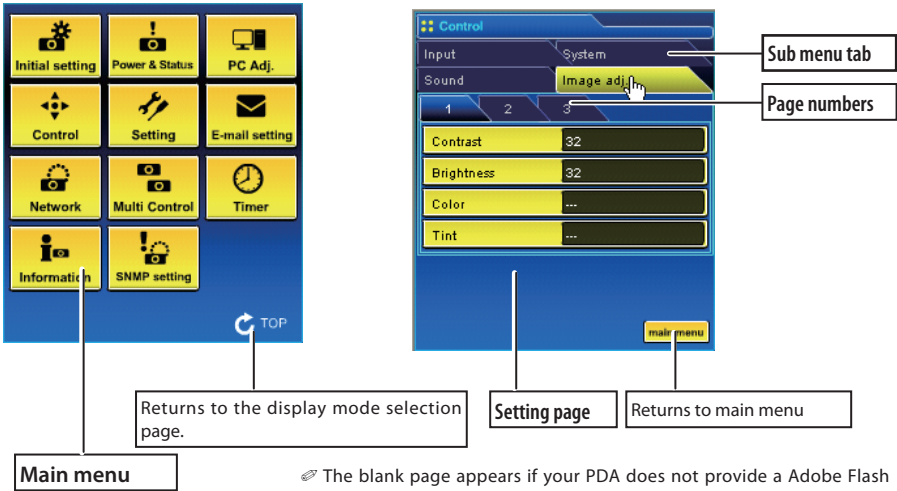 Initial setting Power & Status PC Adj.
Control Setting E-mail setting
Network Multi Control Timer
Information SNMP setting
TOP
Control
Input System
Sound Image adj.
1 2 3
Contrast 32
Brightness 32
Color ---
Tint ---
main menu
Sub menu tab
Page numbers
Returns to the display mode selection
page.
Setting page
Returns to main menu
Main menu
✐ The blank page appears if your PDA does not provide a Adobe Flash